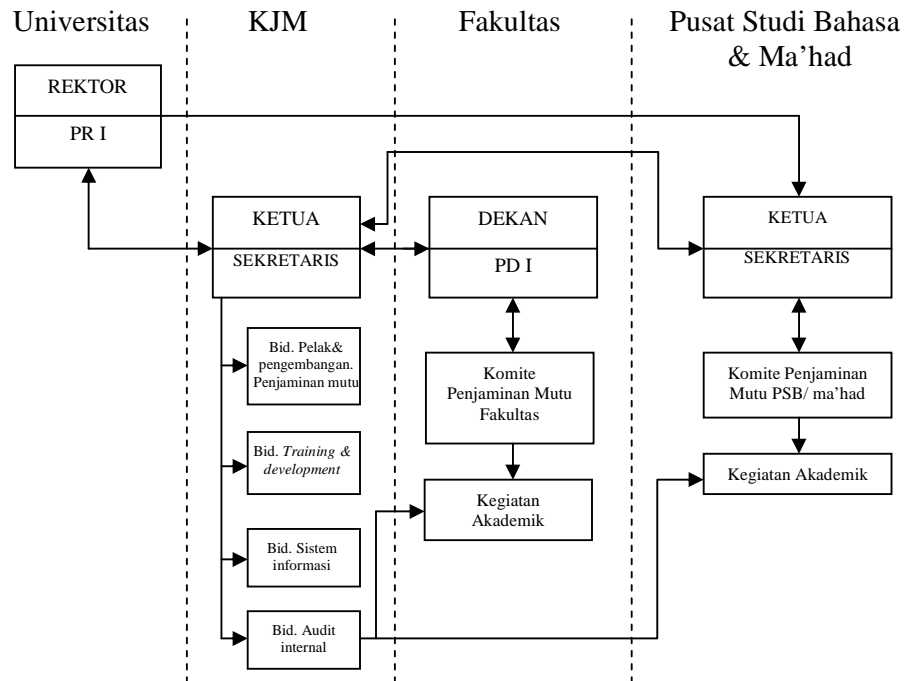 Universitas
KJM
Fakultas
Pusat Studi Bahasa
& Ma’had
REKTOR
PR I
KETUA
SEKRETARIS
DEKAN
PD I
KETUA
SEKRETARIS
Bid. Pelak&
pengembangan.
Penjaminan mutu
Bid. Training &
development
Bid. Sistem
informasi
Bid. Audit
internal
Komite
Penjaminan Mutu
Fakultas
Kegiatan
Akademik
Komite Penjaminan
Mutu PSB/ ma’had
Kegiatan Akademik